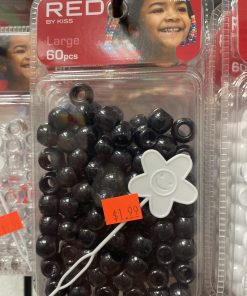 RED
BY KISS
Large
60pcs
$1.99